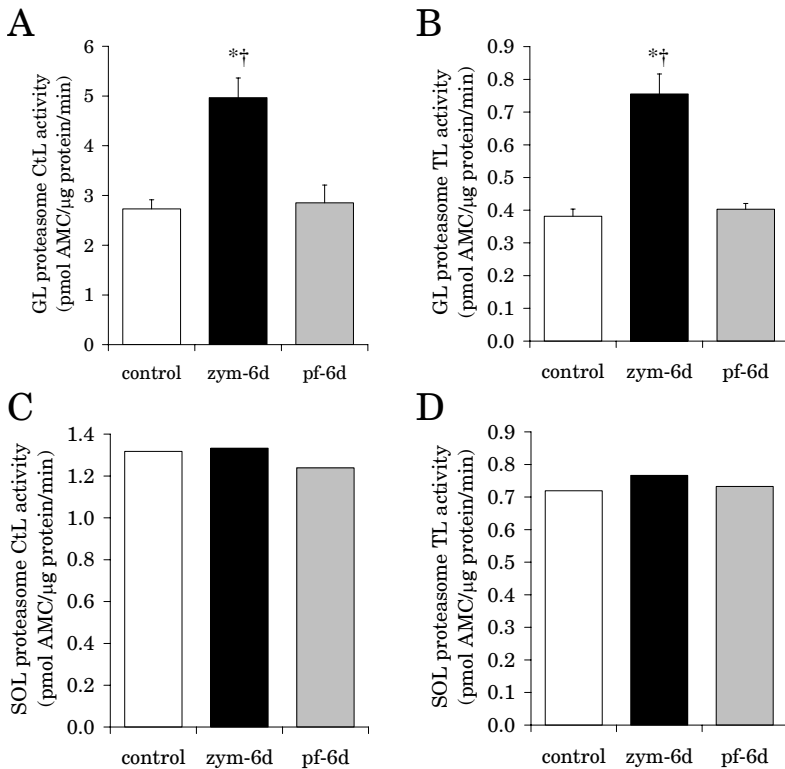 A
GL proteasome CtL activity
(pmol AMC/µg protein/min)
6
5
4
3
2
1
0
*†
control zym-6d pf-6d
B
GL proteasome TL activity
(pmol AMC/µg protein/min)
0.9
0.8
0.7
0.6
0.5
0.4
0.3
0.2
0.1
0.0
*†
control zym-6d pf-6d
C
SOL proteasome CtL activity
(pmol AMC/µg protein/min)
1.4
1.2
1.0
0.8
0.6
0.4
0.2
0.0
control zym-6d pf-6d
D
SOL proteasome TL activity
(pmol AMC/µg protein/min)
0.9
0.8
0.7
0.6
0.5
0.4
0.3
0.2
0.1
0.0
control zym-6d pf-6d